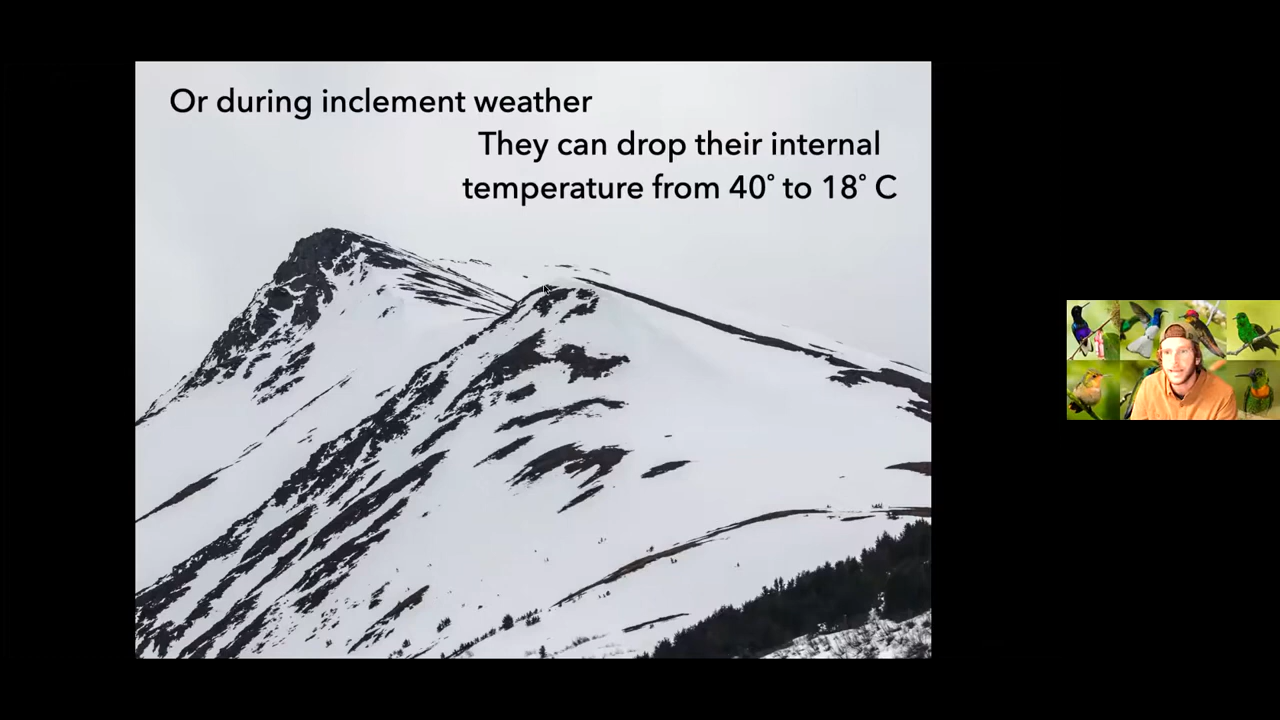 Or during inclement weather
They can drop their internal
temperature from 40˚ to 18˚ C